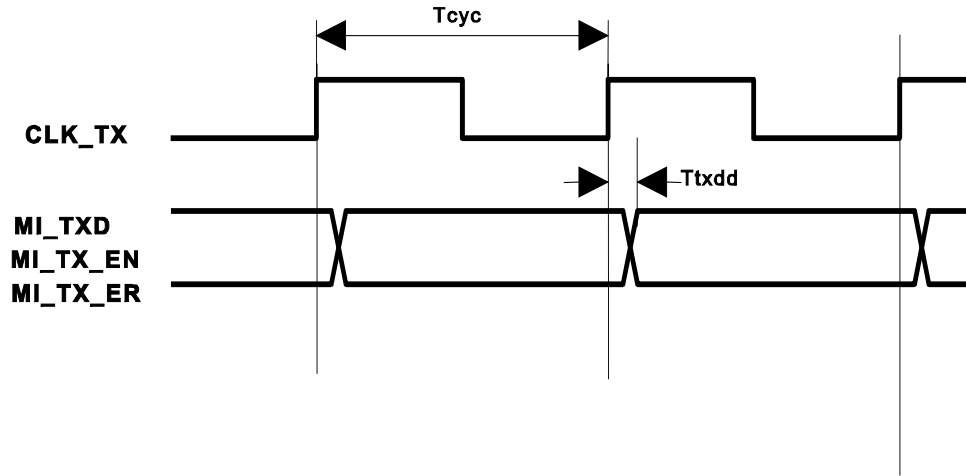 Tcyc
CLK_TX
Ttxdd
MI_TXD
MI_TX_EN
MI_TX_ER